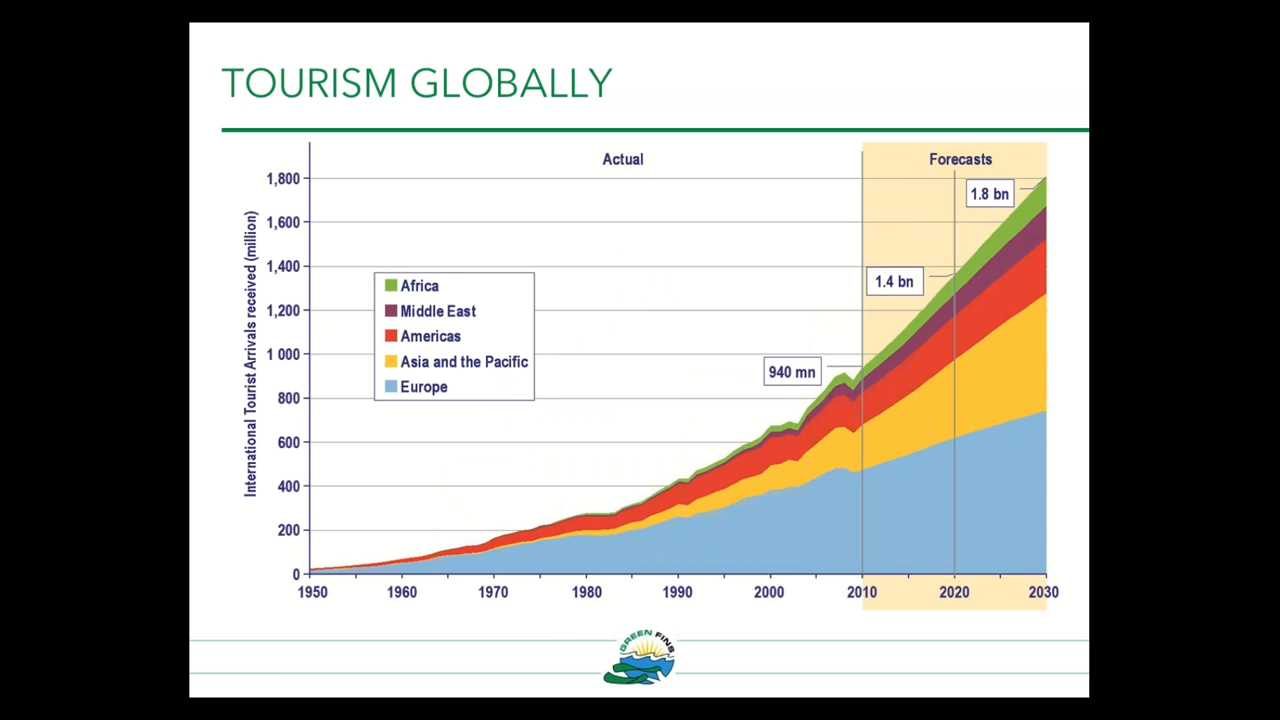 TOURISM GLOBALLY
Actual
Forecasts
International Tourist Arrivals received (million)
1,800
1,600
1,400
1,200
1 000
800
600
400
200
0
1.8 bn
1.4 bn
940 mn
Africa
Middle East
Americas
Asia and the Pacific
Europe
1950 1960 1970 1980 1990 2000 2010 2020 2030
GREEN FINS